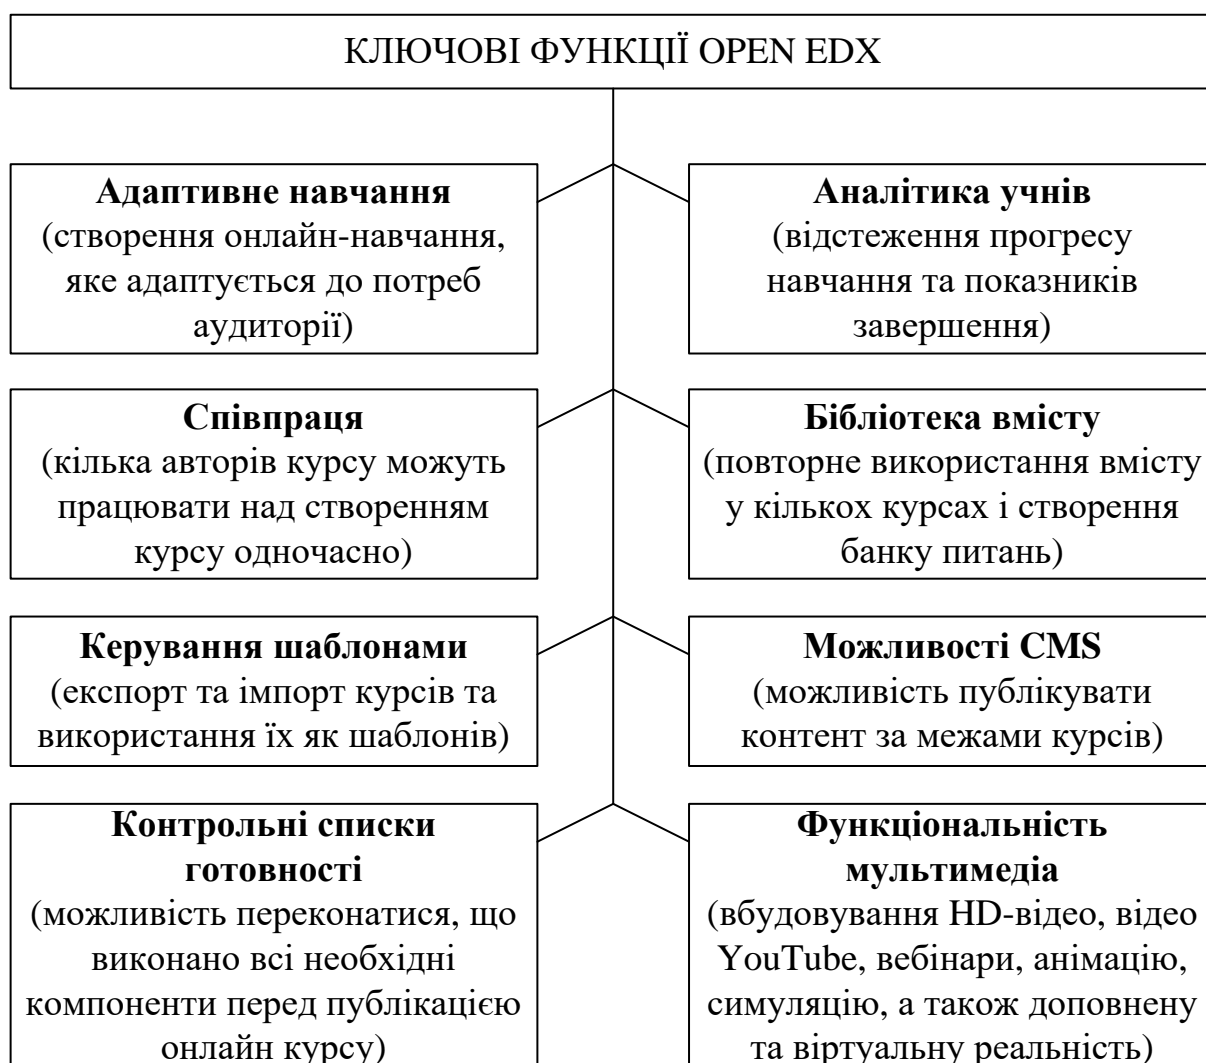 КЛЮЧОВІ ФУНКЦІЇ OPEN EDX
Адаптивне навчання
(створення онлайн-навчання,
яке адаптується до потреб
аудиторії)
Аналітика учнів
(відстеження прогресу
навчання та показників
завершення)
Співпраця
(кілька авторів курсу можуть
працювати над створенням
курсу одночасно)
Бібліотека вмісту
(повторне використання вмісту
у кількох курсах і створення
банку питань)
Керування шаблонами
(експорт та імпорт курсів та
використання їх як шаблонів)
Можливості CMS
(можливість публікувати
контент за межами курсів)
Контрольні списки
готовності
(можливість переконатися, що
виконано всі необхідні
компоненти перед публікацією
онлайн курсу)
Функціональність
мультимедіа
(вбудовування HD-відео, відео
YouTube, вебінари, анімацію,
симуляцію, а також доповнену
та віртуальну реальність)